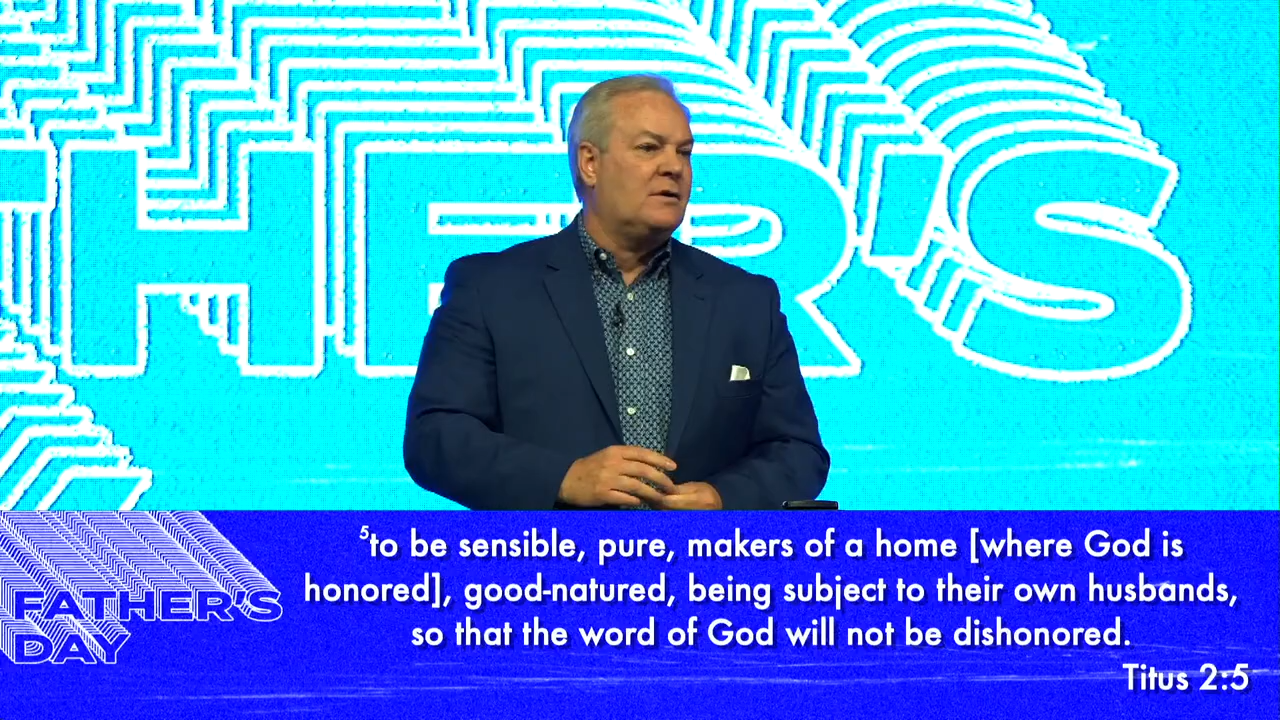 THER'S
⁵to be sensible, pure, makers of a home [where God is
honored], good-natured, being subject to their own husbands,
so that the word of God will not be dishonored.
Titus 2:5
FATHER'S
DAY